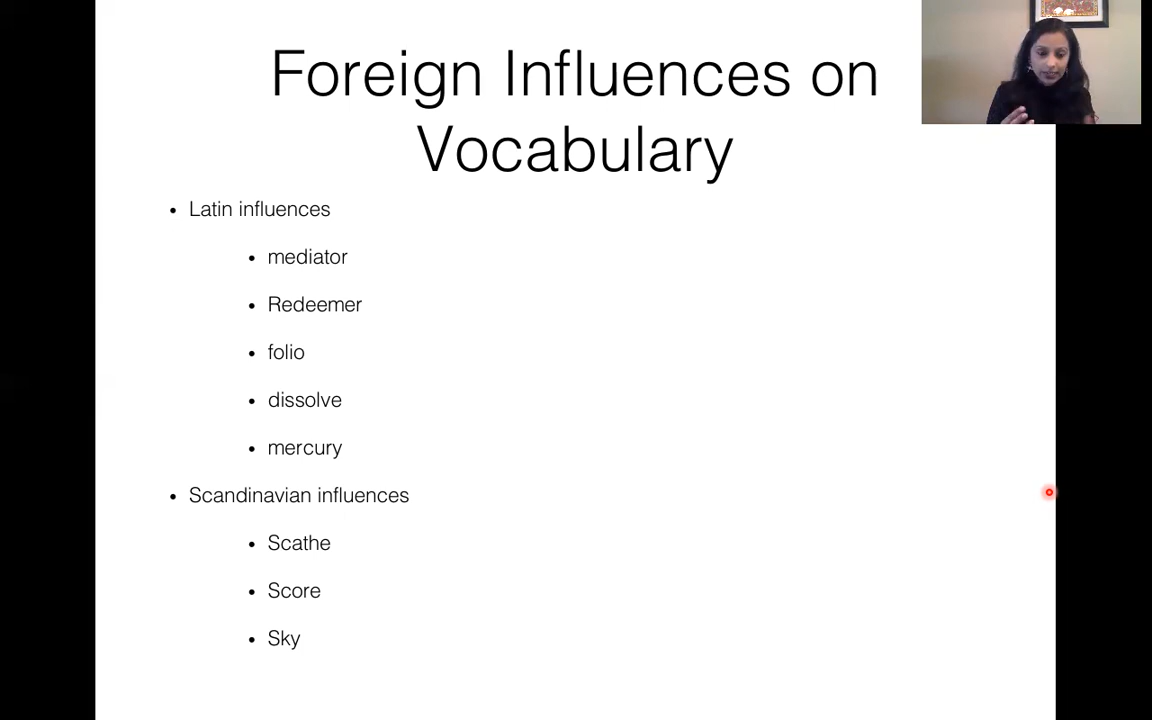 Foreign Influences on
Vocabulary
• Latin influences
• mediator
• Redeemer
• folio
• dissolve
• mercury
• Scandinavian influences
• Scathe
• Score
• Sky